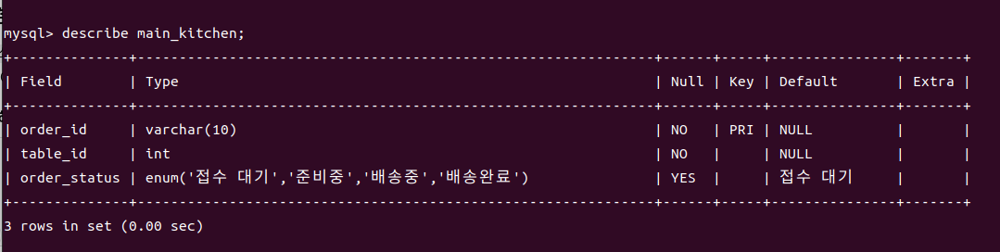 mysql> describe main_kitchen;
+--------------+--------------------------------------------------------------+------+-----+---------------+-------+
| Field        | Type                                                         | Null | Key | Default       | Extra |
+--------------+--------------------------------------------------------------+------+-----+---------------+-------+
| order_id     | varchar(10)                                                  | NO   | PRI | NULL          |       |
| table_id     | int                                                          | NO   |     | NULL          |       |
| order_status | enum('접수 대기','준비중','배송중','배송완료')               | YES  |     | 접수 대기     |       |
+--------------+--------------------------------------------------------------+------+-----+---------------+-------+
3 rows in set (0.00 sec)